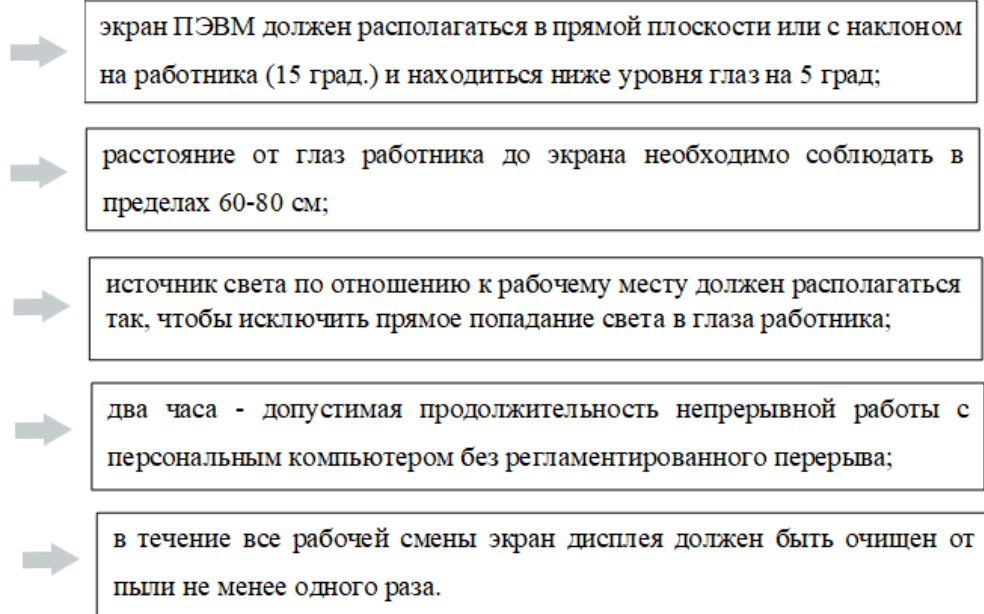 экран ПЭВМ должен располагаться в прямой плоскости или с наклоном
на работника (15 град.) и находиться ниже уровня глаз на 5 град;
расстояние от глаз работника до экрана необходимо соблюдать в
пределах 60-80 см;
источник света по отношению к рабочему месту должен располагаться
так, чтобы исключить прямое попадание света в глаза работника;
два часа - допустимая продолжительность непрерывной работы с
персональным компьютером без регламентированного перерыва;
в течение все рабочей смены экран дисплея должен быть очищен от
пыли не менее одного раза.